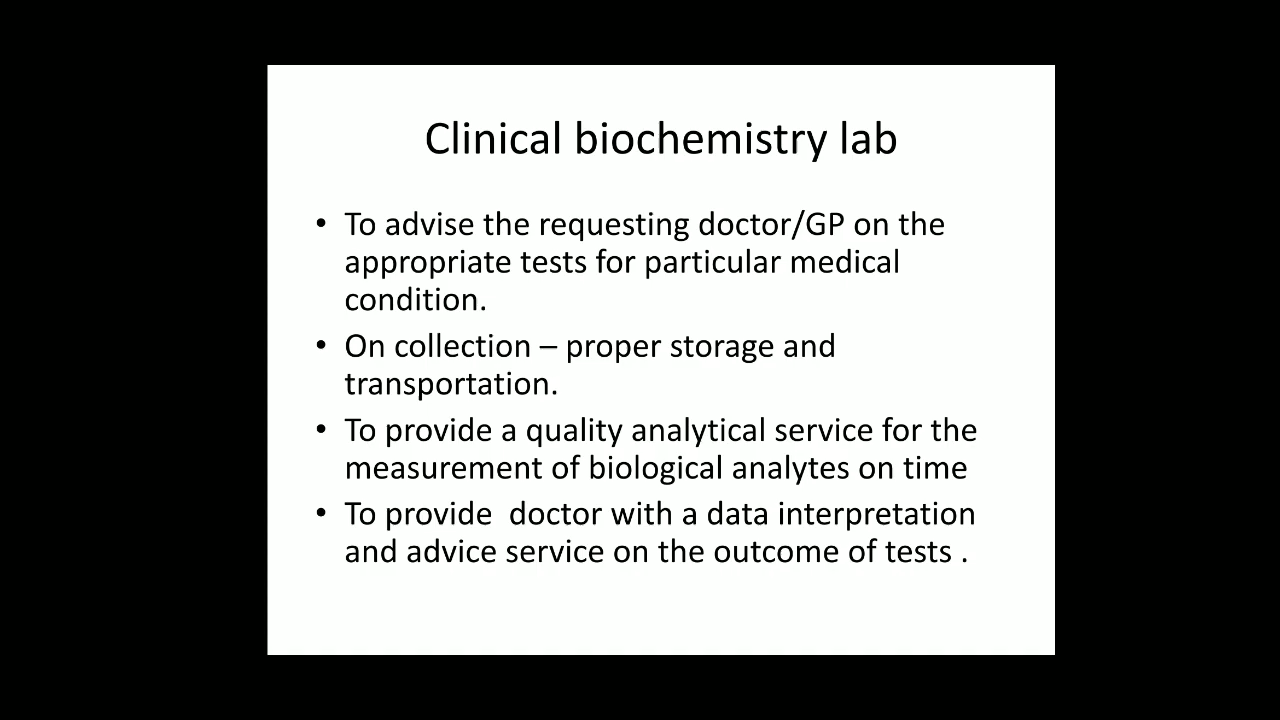 Clinical biochemistry lab
• To advise the requesting doctor/GP on the
appropriate tests for particular medical
condition.
• On collection – proper storage and
transportation.
• To provide a quality analytical service for the
measurement of biological analytes on time
• To provide  doctor with a data interpretation
and advice service on the outcome of tests .